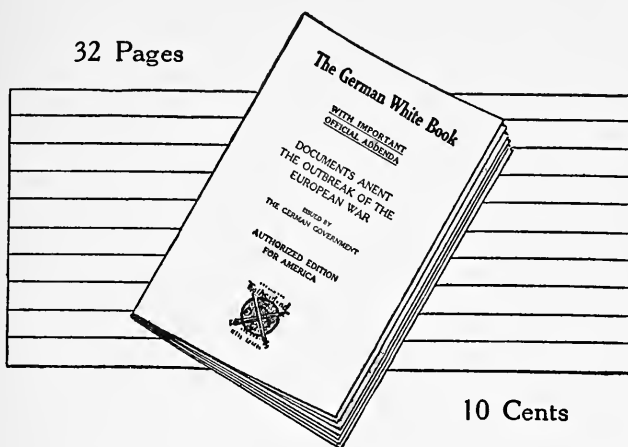 32 Pages
The German White Book
WITH IMPORTANT
OFFICIAL ADDENDA
DOCUMENTS ANENT
THE OUTBREAK OF THE
EUROPEAN WAR
ISSUED BY
THE GERMAN GOVERNMENT
AUTHORIZED EDITION
FOR AMERICA
10 Cents